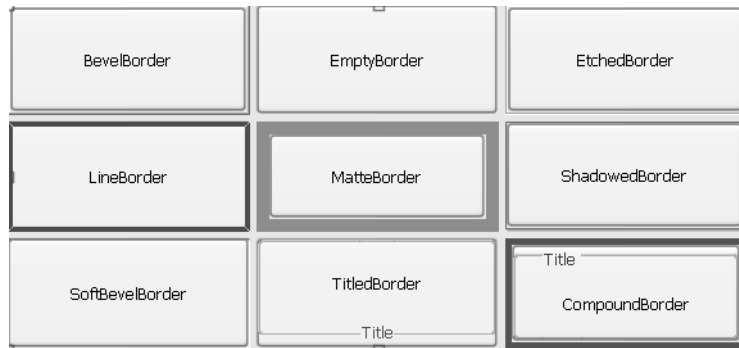 BevelBorder
EmptyBorder
EtchedBorder
LineBorder
MatteBorder
ShadowedBorder
SoftBevelBorder
TitledBorder
Title
Title
CompoundBorder